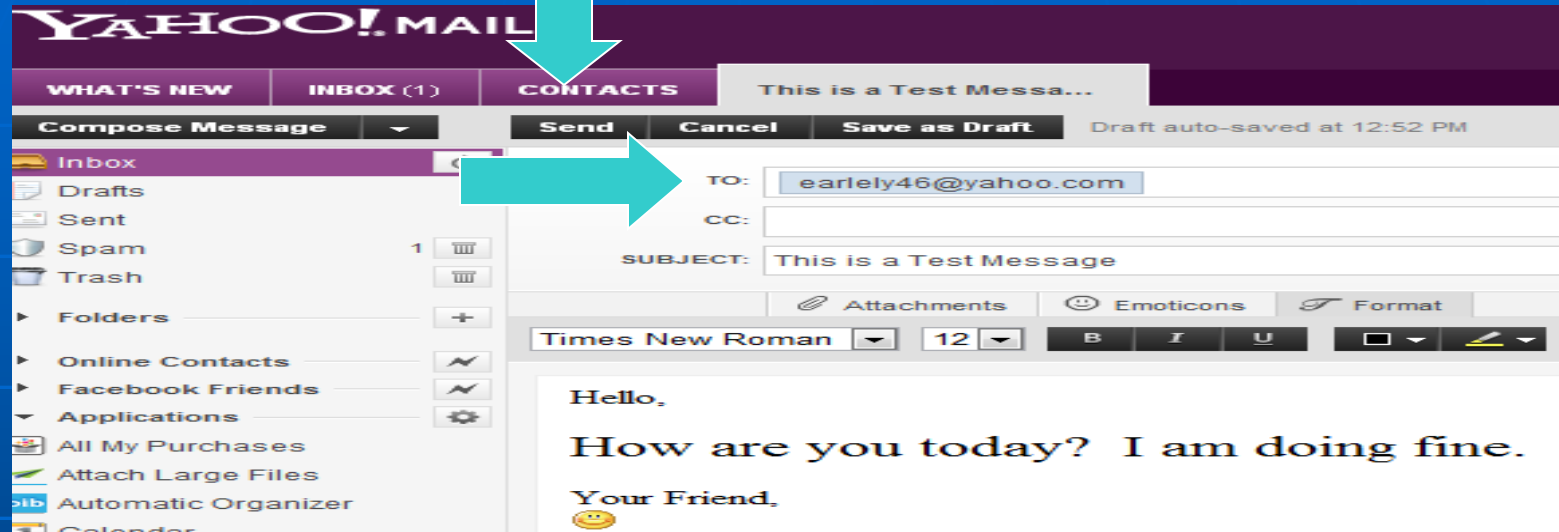 YAHOO! MAIL
WHAT'S NEW INBOX (1) CONTACTS This is a Test Messa...
Compose Message Send Cancel Save as Draft Draft auto-saved at 12:52 PM
Inbox
Drafts
Sent
Spam 1
Trash
Folders
Online Contacts
Facebook Friends
Applications
All My Purchases
Attach Large Files
Automatic Organizer
Calendar
TO: earlely46@yahoo.com
CC:
SUBJECT: This is a Test Message
Attachments Emoticons Format
Times New Roman 12 B I U
Hello,
How are you today? I am doing fine.
Your Friend,